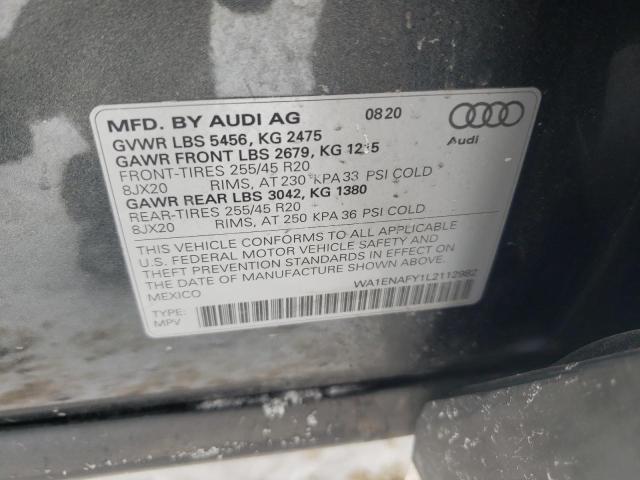 MFD. BY AUDI AG 08 20
GVWR LBS 5456, KG 2475
GAWR FRONT LBS 2679, KG 1215
FRONT-TIRES 255/45 R20
8JX20 RIMS, AT 230 KPA 33 PSI COLD
GAWR REAR LBS 3042, KG 1380
REAR-TIRES 255/45 R20
8JX20 RIMS, AT 250 KPA 36 PSI COLD
THIS VEHICLE CONFORMS TO ALL APPLICABLE
U.S. FEDERAL MOTOR VEHICLE SAFETY AND
THEFT PREVENTION STANDARDS IN EFFECT ON
THE DATE OF MANUFACTURE SHOWN ABOVE.
MEXICO
WA1ENAFY1L2112982
TYPE:
MPV
Audi